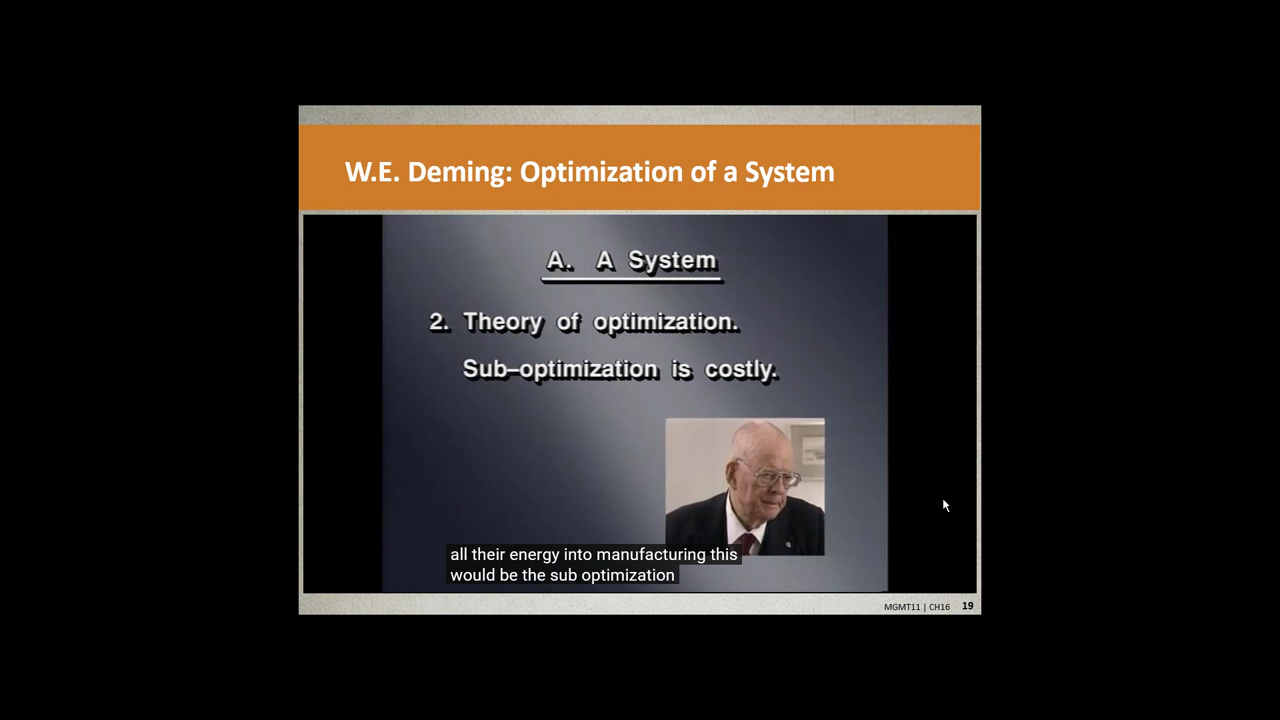 W.E. Deming: Optimization of a System
A. A System
2. Theory of optimization.
Sub-optimization is costly.
all their energy into manufacturing this
would be the sub optimization
MGMT11 | CH16 19